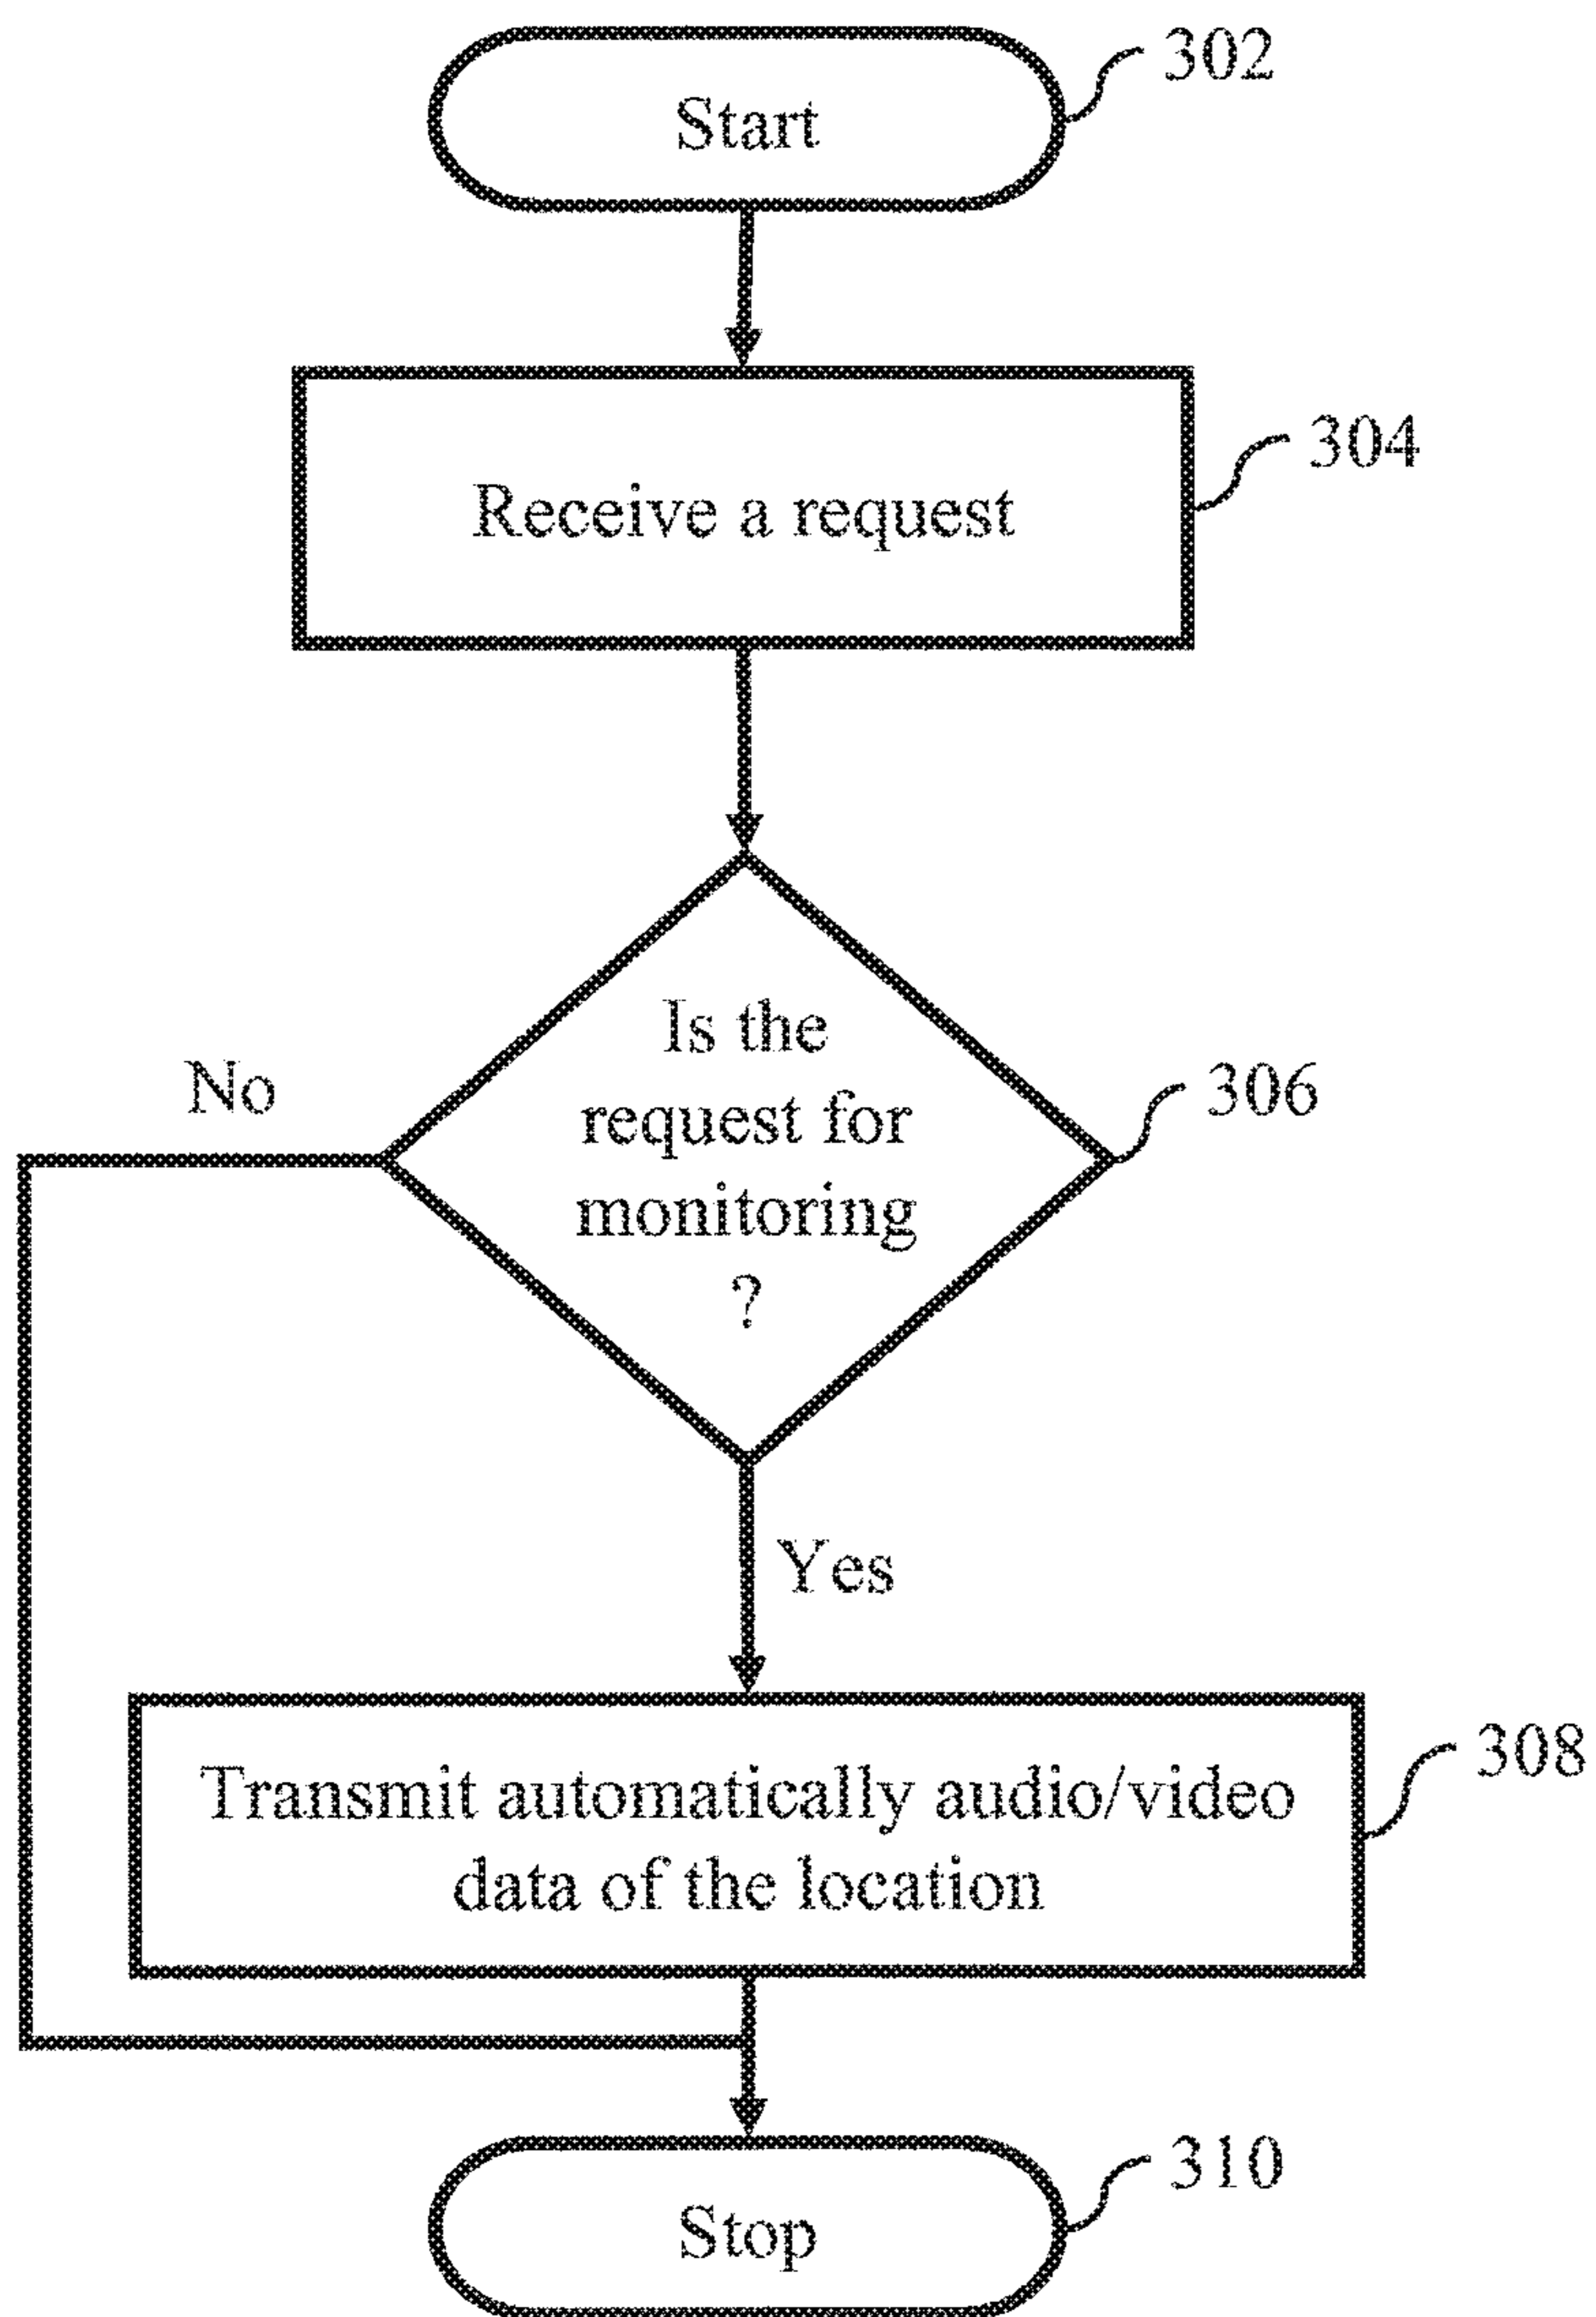 Start
302
Receive a request
304
Is the
request for
monitoring
?
306
No
Yes
Transmit automatically audio/video
data of the location
308
Stop
310